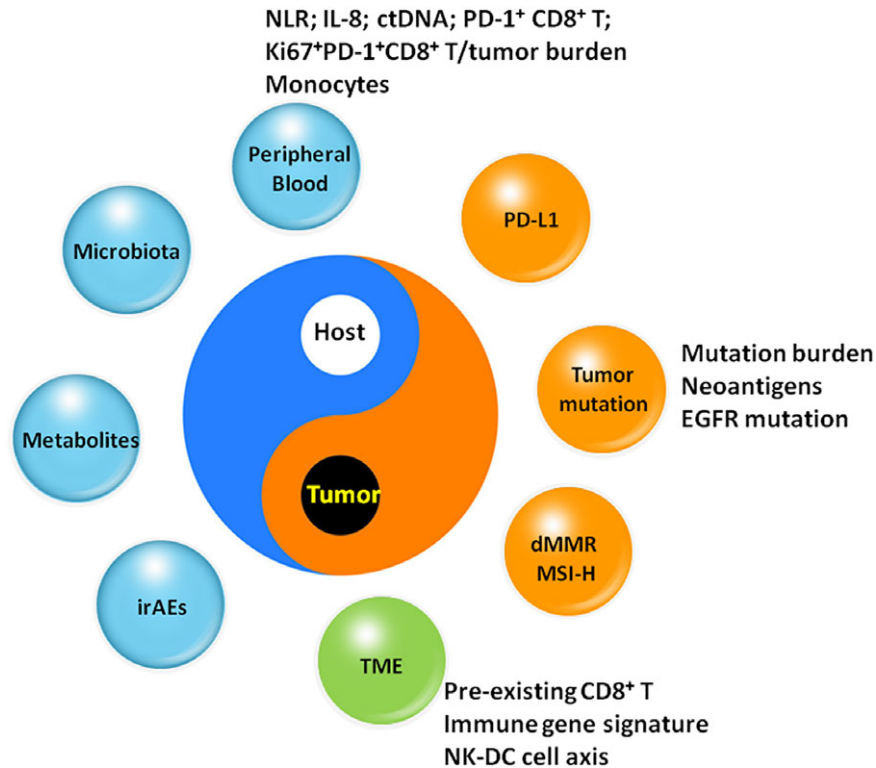 NLR; IL-8; ctDNA; PD-1⁺ CD8⁺ T;
Ki67⁺PD-1⁺CD8⁺ T/tumor burden
Monocytes
Peripheral
Blood
PD-L1
Microbiota
Host
Tumor
mutation
Mutation burden
Neoantigens
EGFR mutation
Metabolites
Tumor
dMMR
MSI-H
irAEs
TME
Pre-existing CD8⁺ T
Immune gene signature
NK-DC cell axis